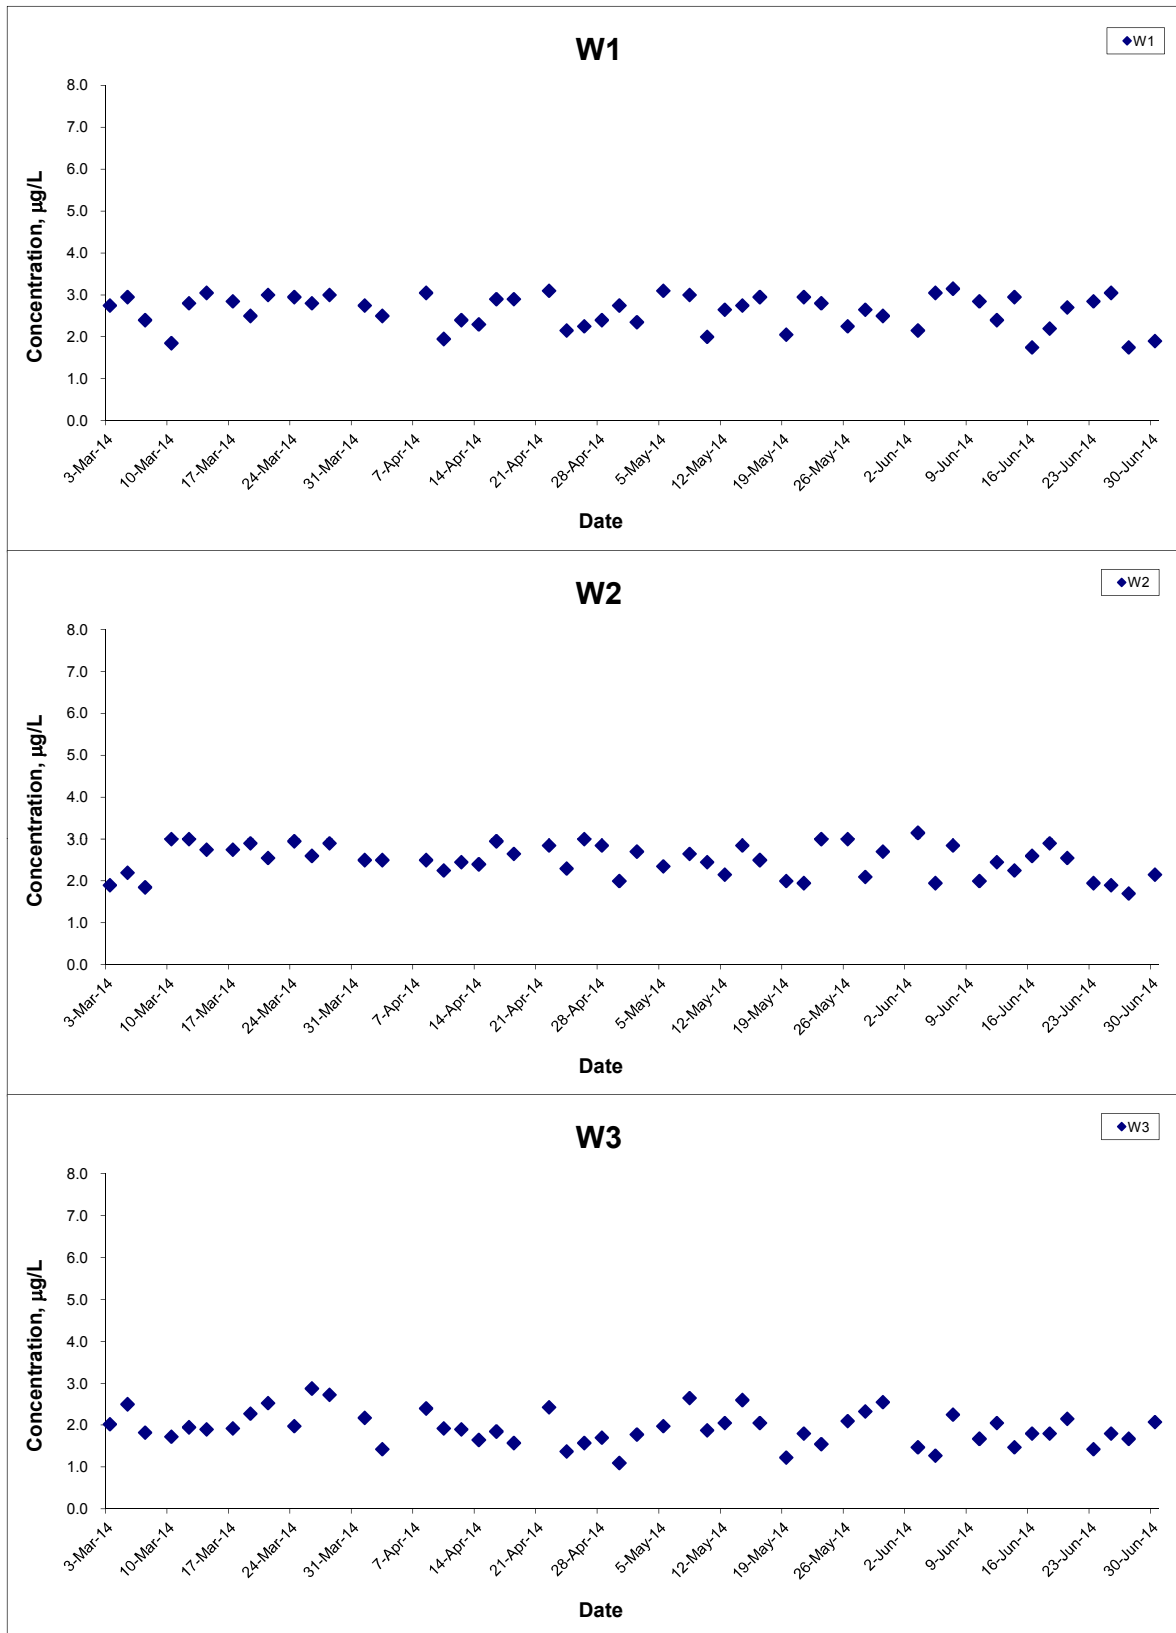 W1
W1
8.0
7.0
6.0
5.0
4.0
3.0
2.0
1.0
0.0
Concentration, µg/L
3-Mar-14
10-Mar-14
17-Mar-14
24-Mar-14
31-Mar-14
7-Apr-14
14-Apr-14
21-Apr-14
28-Apr-14
5-May-14
12-May-14
19-May-14
26-May-14
2-Jun-14
9-Jun-14
16-Jun-14
23-Jun-14
30-Jun-14
Date
W2
W2
8.0
7.0
6.0
5.0
4.0
3.0
2.0
1.0
0.0
Concentration, µg/L
3-Mar-14
10-Mar-14
17-Mar-14
24-Mar-14
31-Mar-14
7-Apr-14
14-Apr-14
21-Apr-14
28-Apr-14
5-May-14
12-May-14
19-May-14
26-May-14
2-Jun-14
9-Jun-14
16-Jun-14
23-Jun-14
30-Jun-14
Date
W3
W3
8.0
7.0
6.0
5.0
4.0
3.0
2.0
1.0
0.0
Concentration, µg/L
3-Mar-14
10-Mar-14
17-Mar-14
24-Mar-14
31-Mar-14
7-Apr-14
14-Apr-14
21-Apr-14
28-Apr-14
5-May-14
12-May-14
19-May-14
26-May-14
2-Jun-14
9-Jun-14
16-Jun-14
23-Jun-14
30-Jun-14
Date